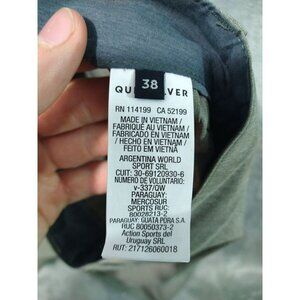 38
QUIKSILVER
RN 114199 CA 52199
MADE IN VIETNAM /
FABRIQUÉ AU VIETNAM
/ FABRICADO EN VIETNAM
/ HECHO EN VIETNAM /
FEITO EM VIETNÃ
ARGENTINA WORLD
SPORT SRL
CUIT: 30-69120930-6
NUMERO DE VOLUNTARIO:
v-337/QW
PARAGUAY:
MERCOSUR
SPORTS RUC:
80028213-2
PARAGUAY: GUATA PORA S.A.
RUC 80050373-2
Action Sports del
Uruguay SRL
RUT: 217126060018